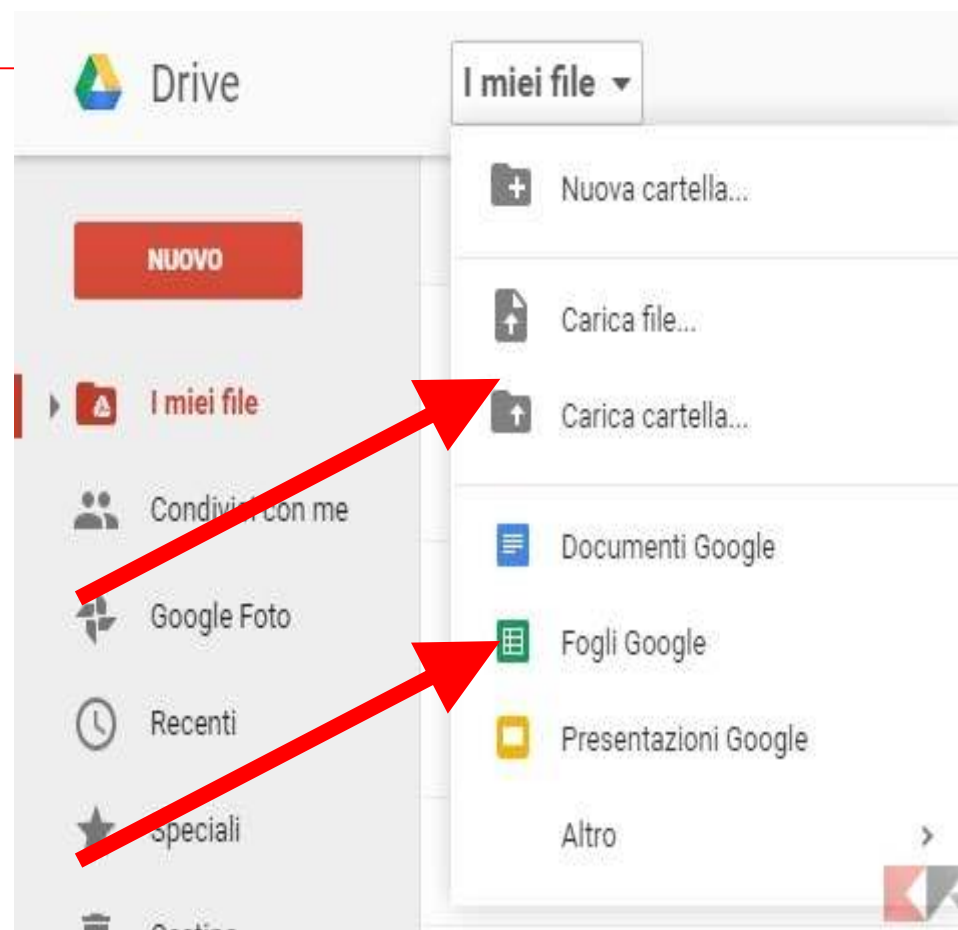 Drive
I miei file
Nuova cartella...
NUOVO
Carica file...
I miei file
Carica cartella...
Condivisi con me
Documenti Google
Google Foto
Fogli Google
Recenti
Presentazioni Google
Speciali
Altro